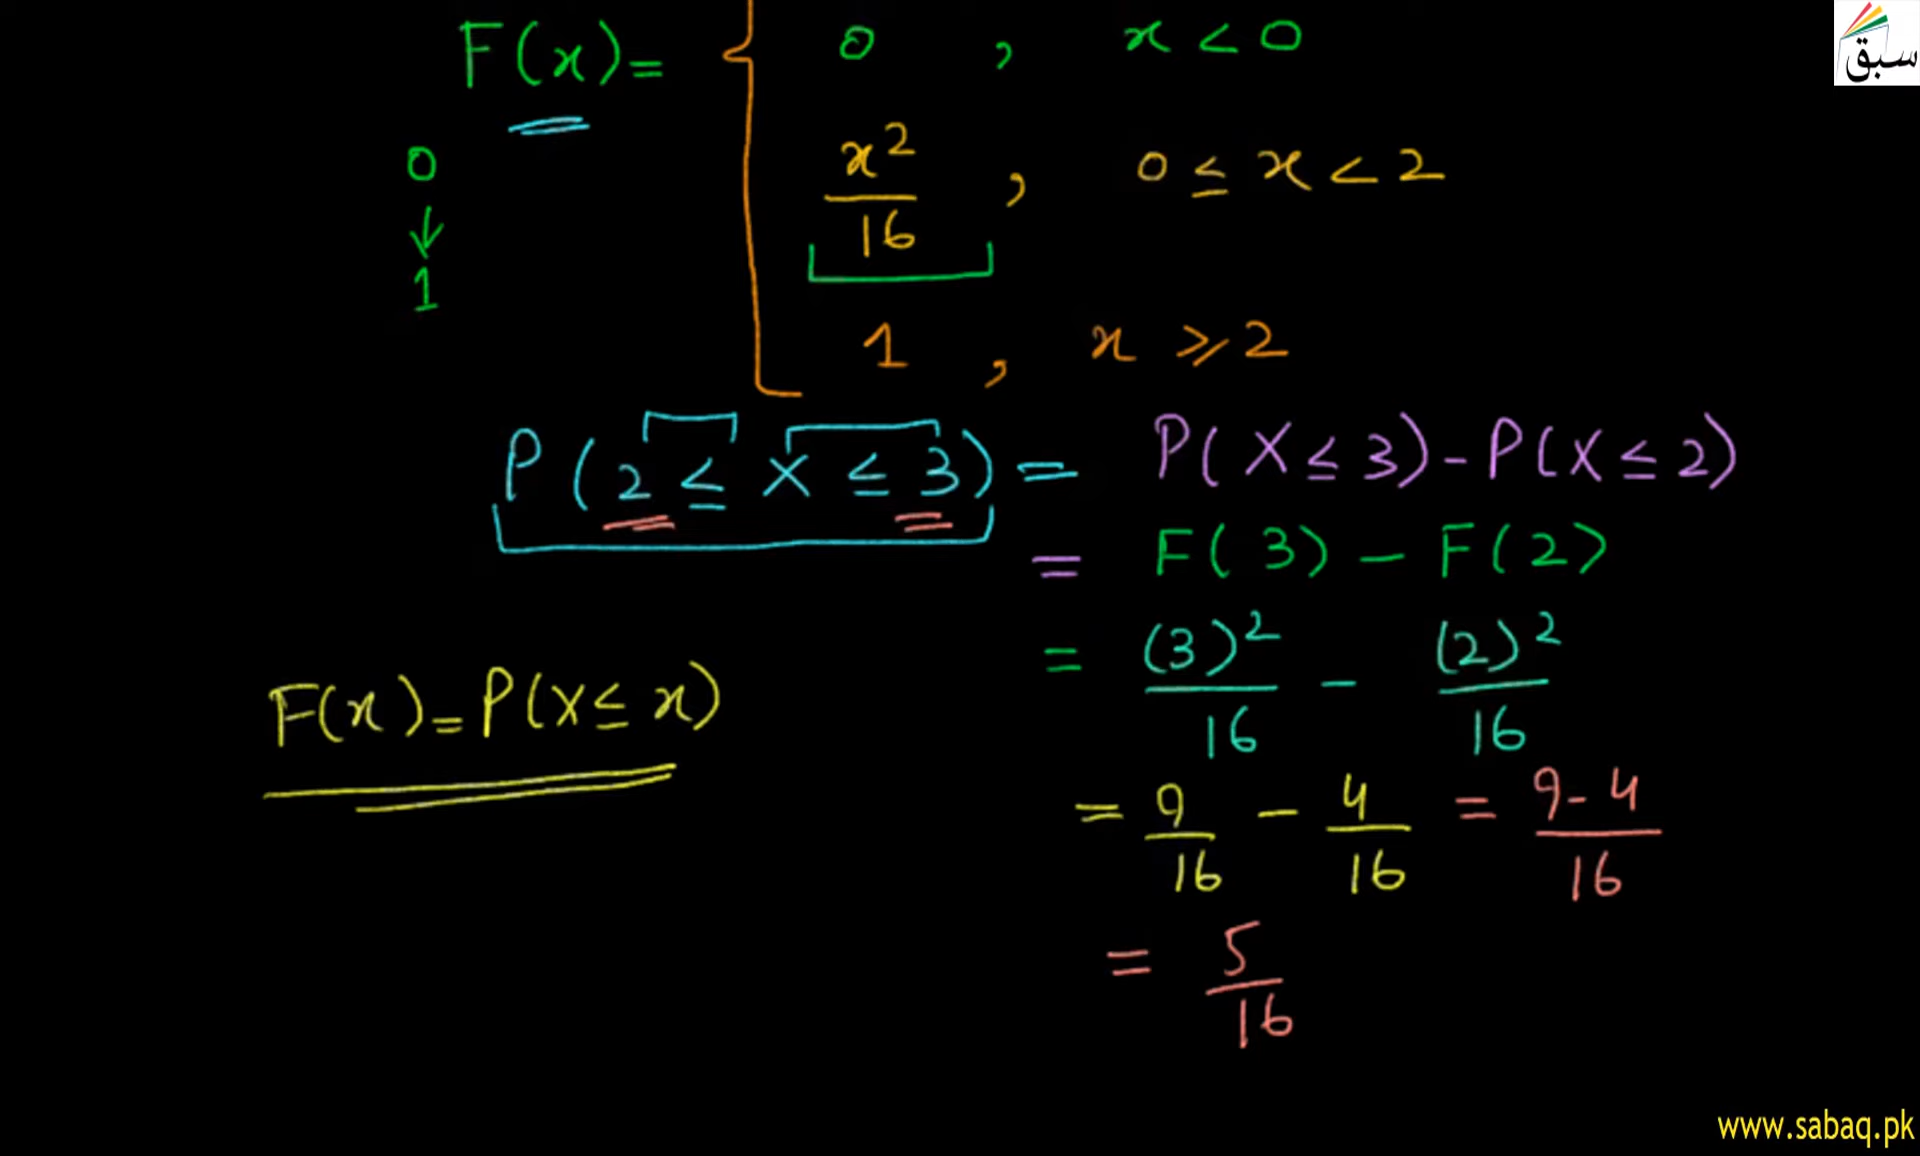 سبق
F(x) = { 0 , x < 0
0 ↓ 1
x²/16 , 0 ≤ x < 2
1 , x ≥ 2
P(2 ≤ X ≤ 3) = P(X ≤ 3) - P(X ≤ 2)
= F(3) - F(2)
= (3)²/16 - (2)²/16
F(x) = P(X ≤ x)
= 9/16 - 4/16 = 9-4/16
= 5/16
www.sabaq.pk